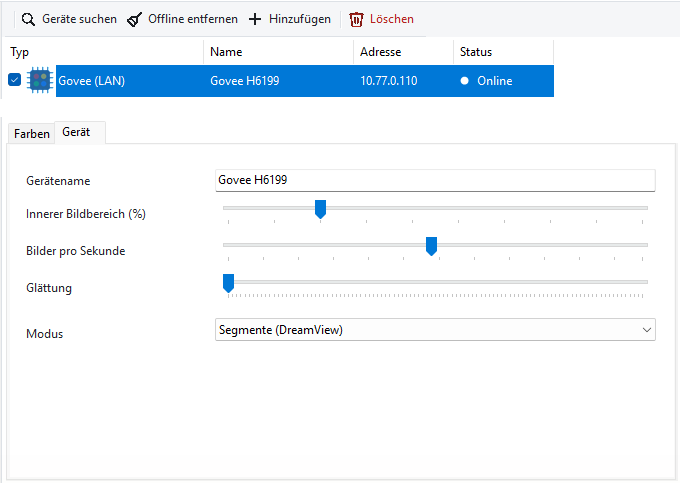 Geräte suchen Offline entfernen Hinzufügen Löschen
Typ Name Adresse Status
Govee (LAN) Govee H6199 10.77.0.110 Online
Farben Gerät
Gerätename Govee H6199
Innerer Bildbereich (%)
Bilder pro Sekunde
Glättung
Modus Segmente (DreamView)